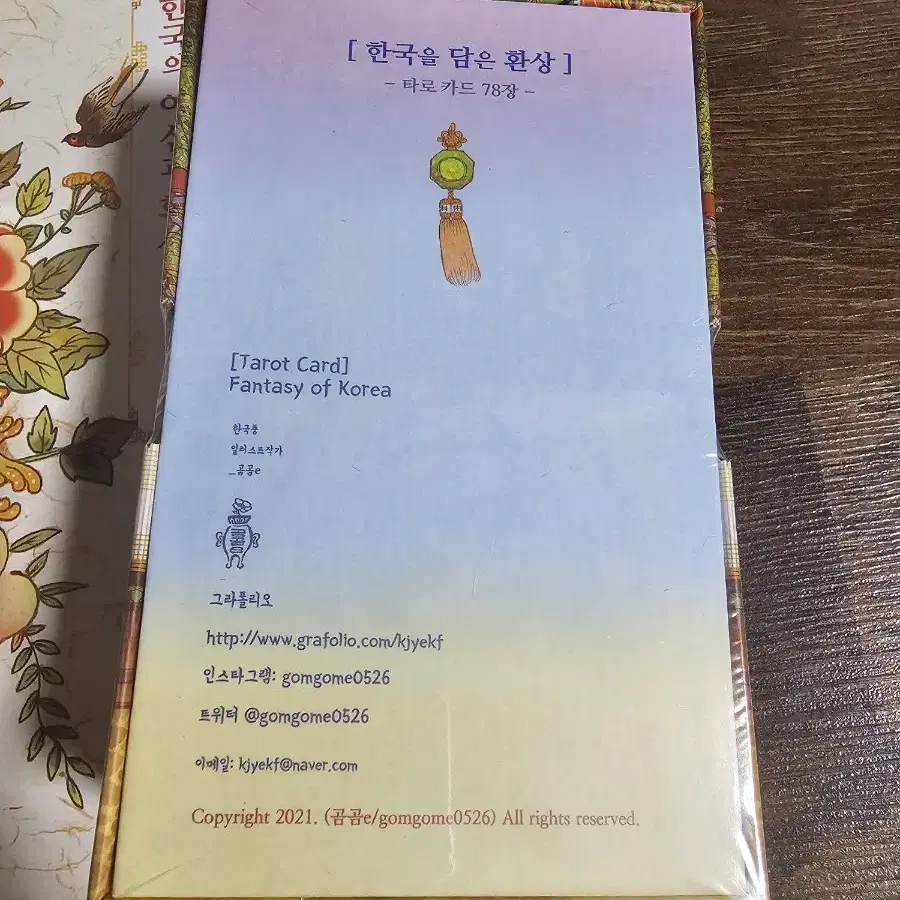 [ 한국을 담은 환상 ]
- 타로 카드 78장 -
[Tarot Card]
Fantasy of Korea
한국풍
일러스트작가
_곰곰e
그라폴리오
http://www.grafolio.com/kjyekf
인스타그램: gomgome0526
트위터 @gomgome0526
이메일: kjyekf@naver.com
Copyright 2021. (곰곰e/gomgome0526) All rights reserved.
한국의